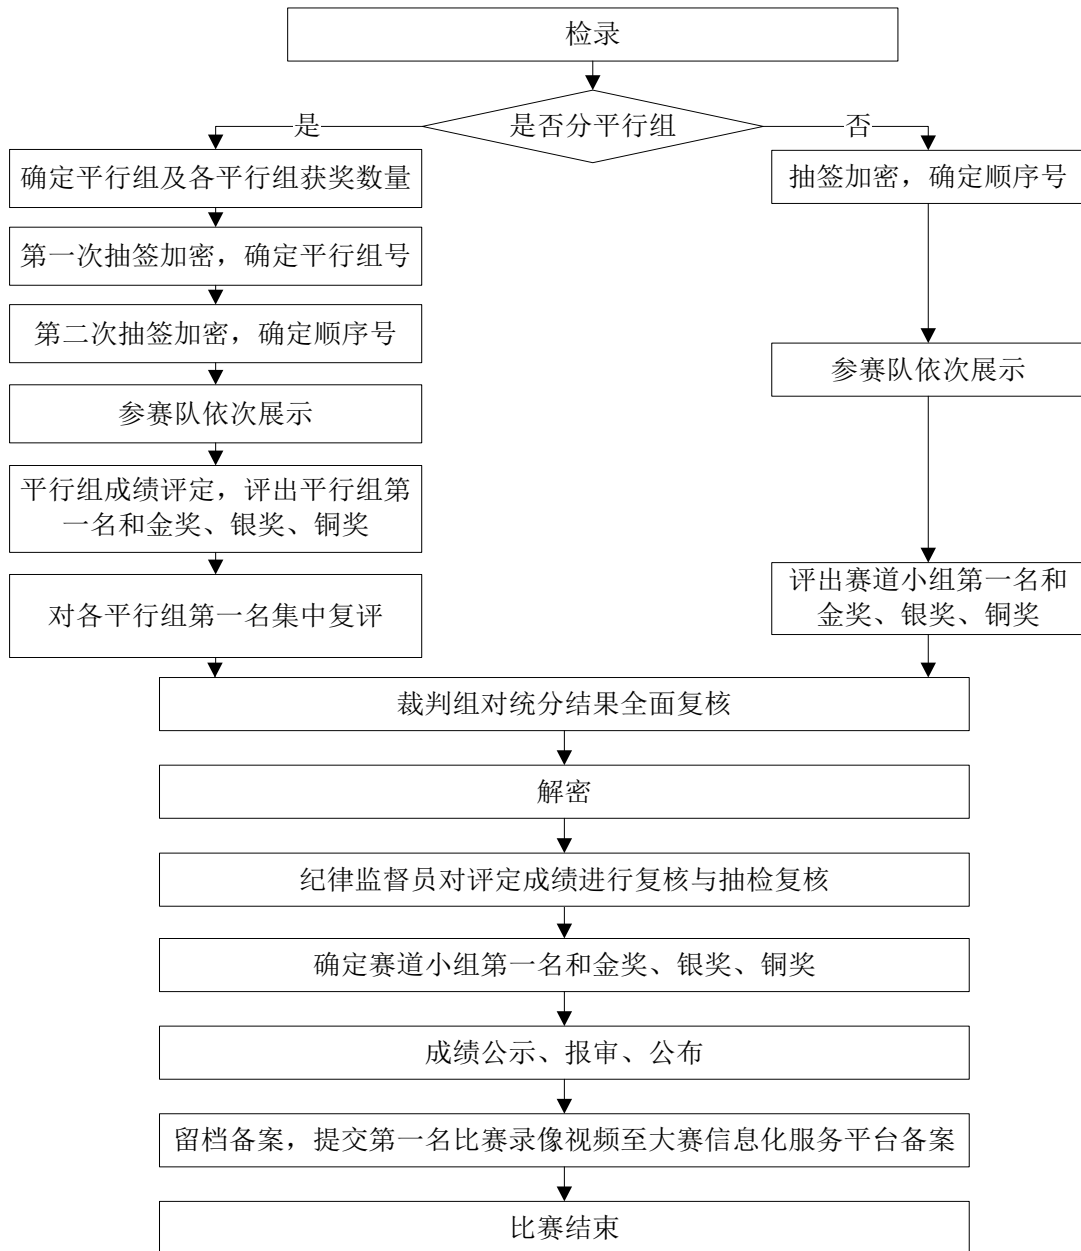 检录
是否分平行组
是
否
确定平行组及各平行组获奖数量
抽签加密，确定顺序号
第一次抽签加密，确定平行组号
第二次抽签加密，确定顺序号
参赛队依次展示
参赛队依次展示
平行组成绩评定，评出平行组第
一名和金奖、银奖、铜奖
评出赛道小组第一名和
金奖、银奖、铜奖
对各平行组第一名集中复评
裁判组对统分结果全面复核
解密
纪律监督员对评定成绩进行复核与抽检复核
确定赛道小组第一名和金奖、银奖、铜奖
成绩公示、报审、公布
留档备案，提交第一名比赛录像视频至大赛信息化服务平台备案
比赛结束